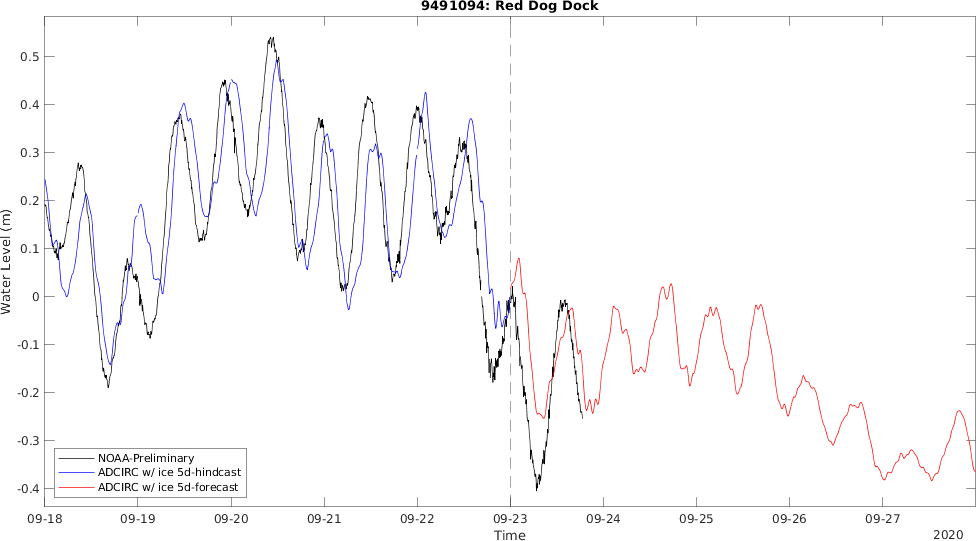 9491094: Red Dog Dock
0.5
0.4
0.3
0.2
0.1
0
-0.1
-0.2
-0.3
-0.4
Water Level (m)
NOAA-Preliminary
ADCIRC w/ ice 5d-hindcast
ADCIRC w/ ice 5d-forecast
09-18 09-19 09-20 09-21 09-22 09-23 09-24 09-25 09-26 09-27
Time
2020